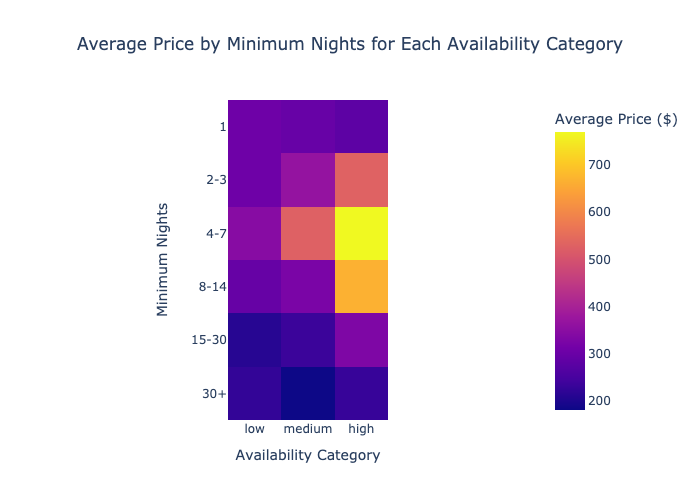 Average Price by Minimum Nights for Each Availability Category
Average Price ($)
1
2-3
4-7
8-14
15-30
30+
Minimum Nights
low medium high
Availability Category
700
600
500
400
300
200